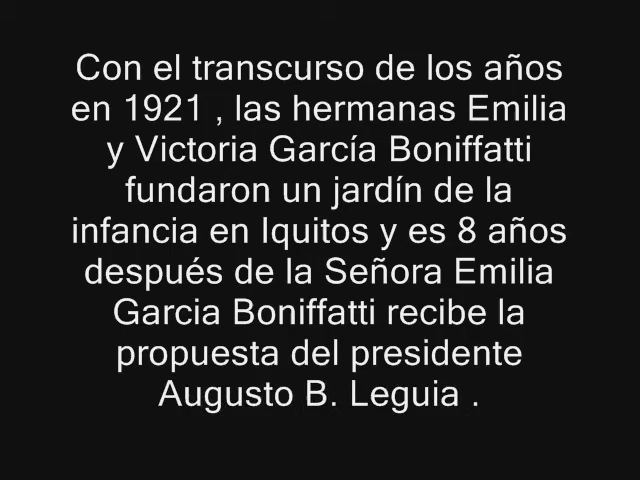 Con el transcurso de los años
en 1921 , las hermanas Emilia
y Victoria García Boniffatti
fundaron un jardín de la
infancia en Iquitos y es 8 años
después de la Señora Emilia
Garcia Boniffatti recibe la
propuesta del presidente
Augusto B. Leguia .